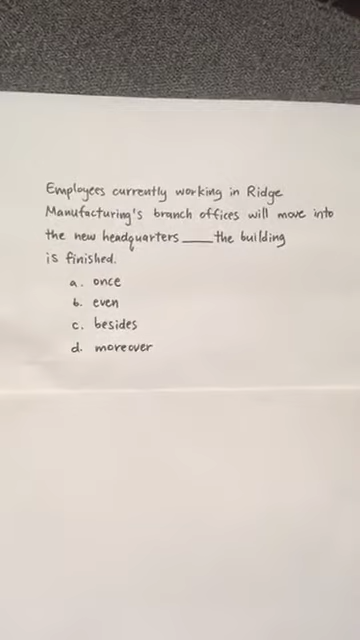 Employees currently working in Ridge
Manufacturing's branch offices will move into
the new headquarters ____ the building
is finished.
a. once
b. even
c. besides
d. moreover